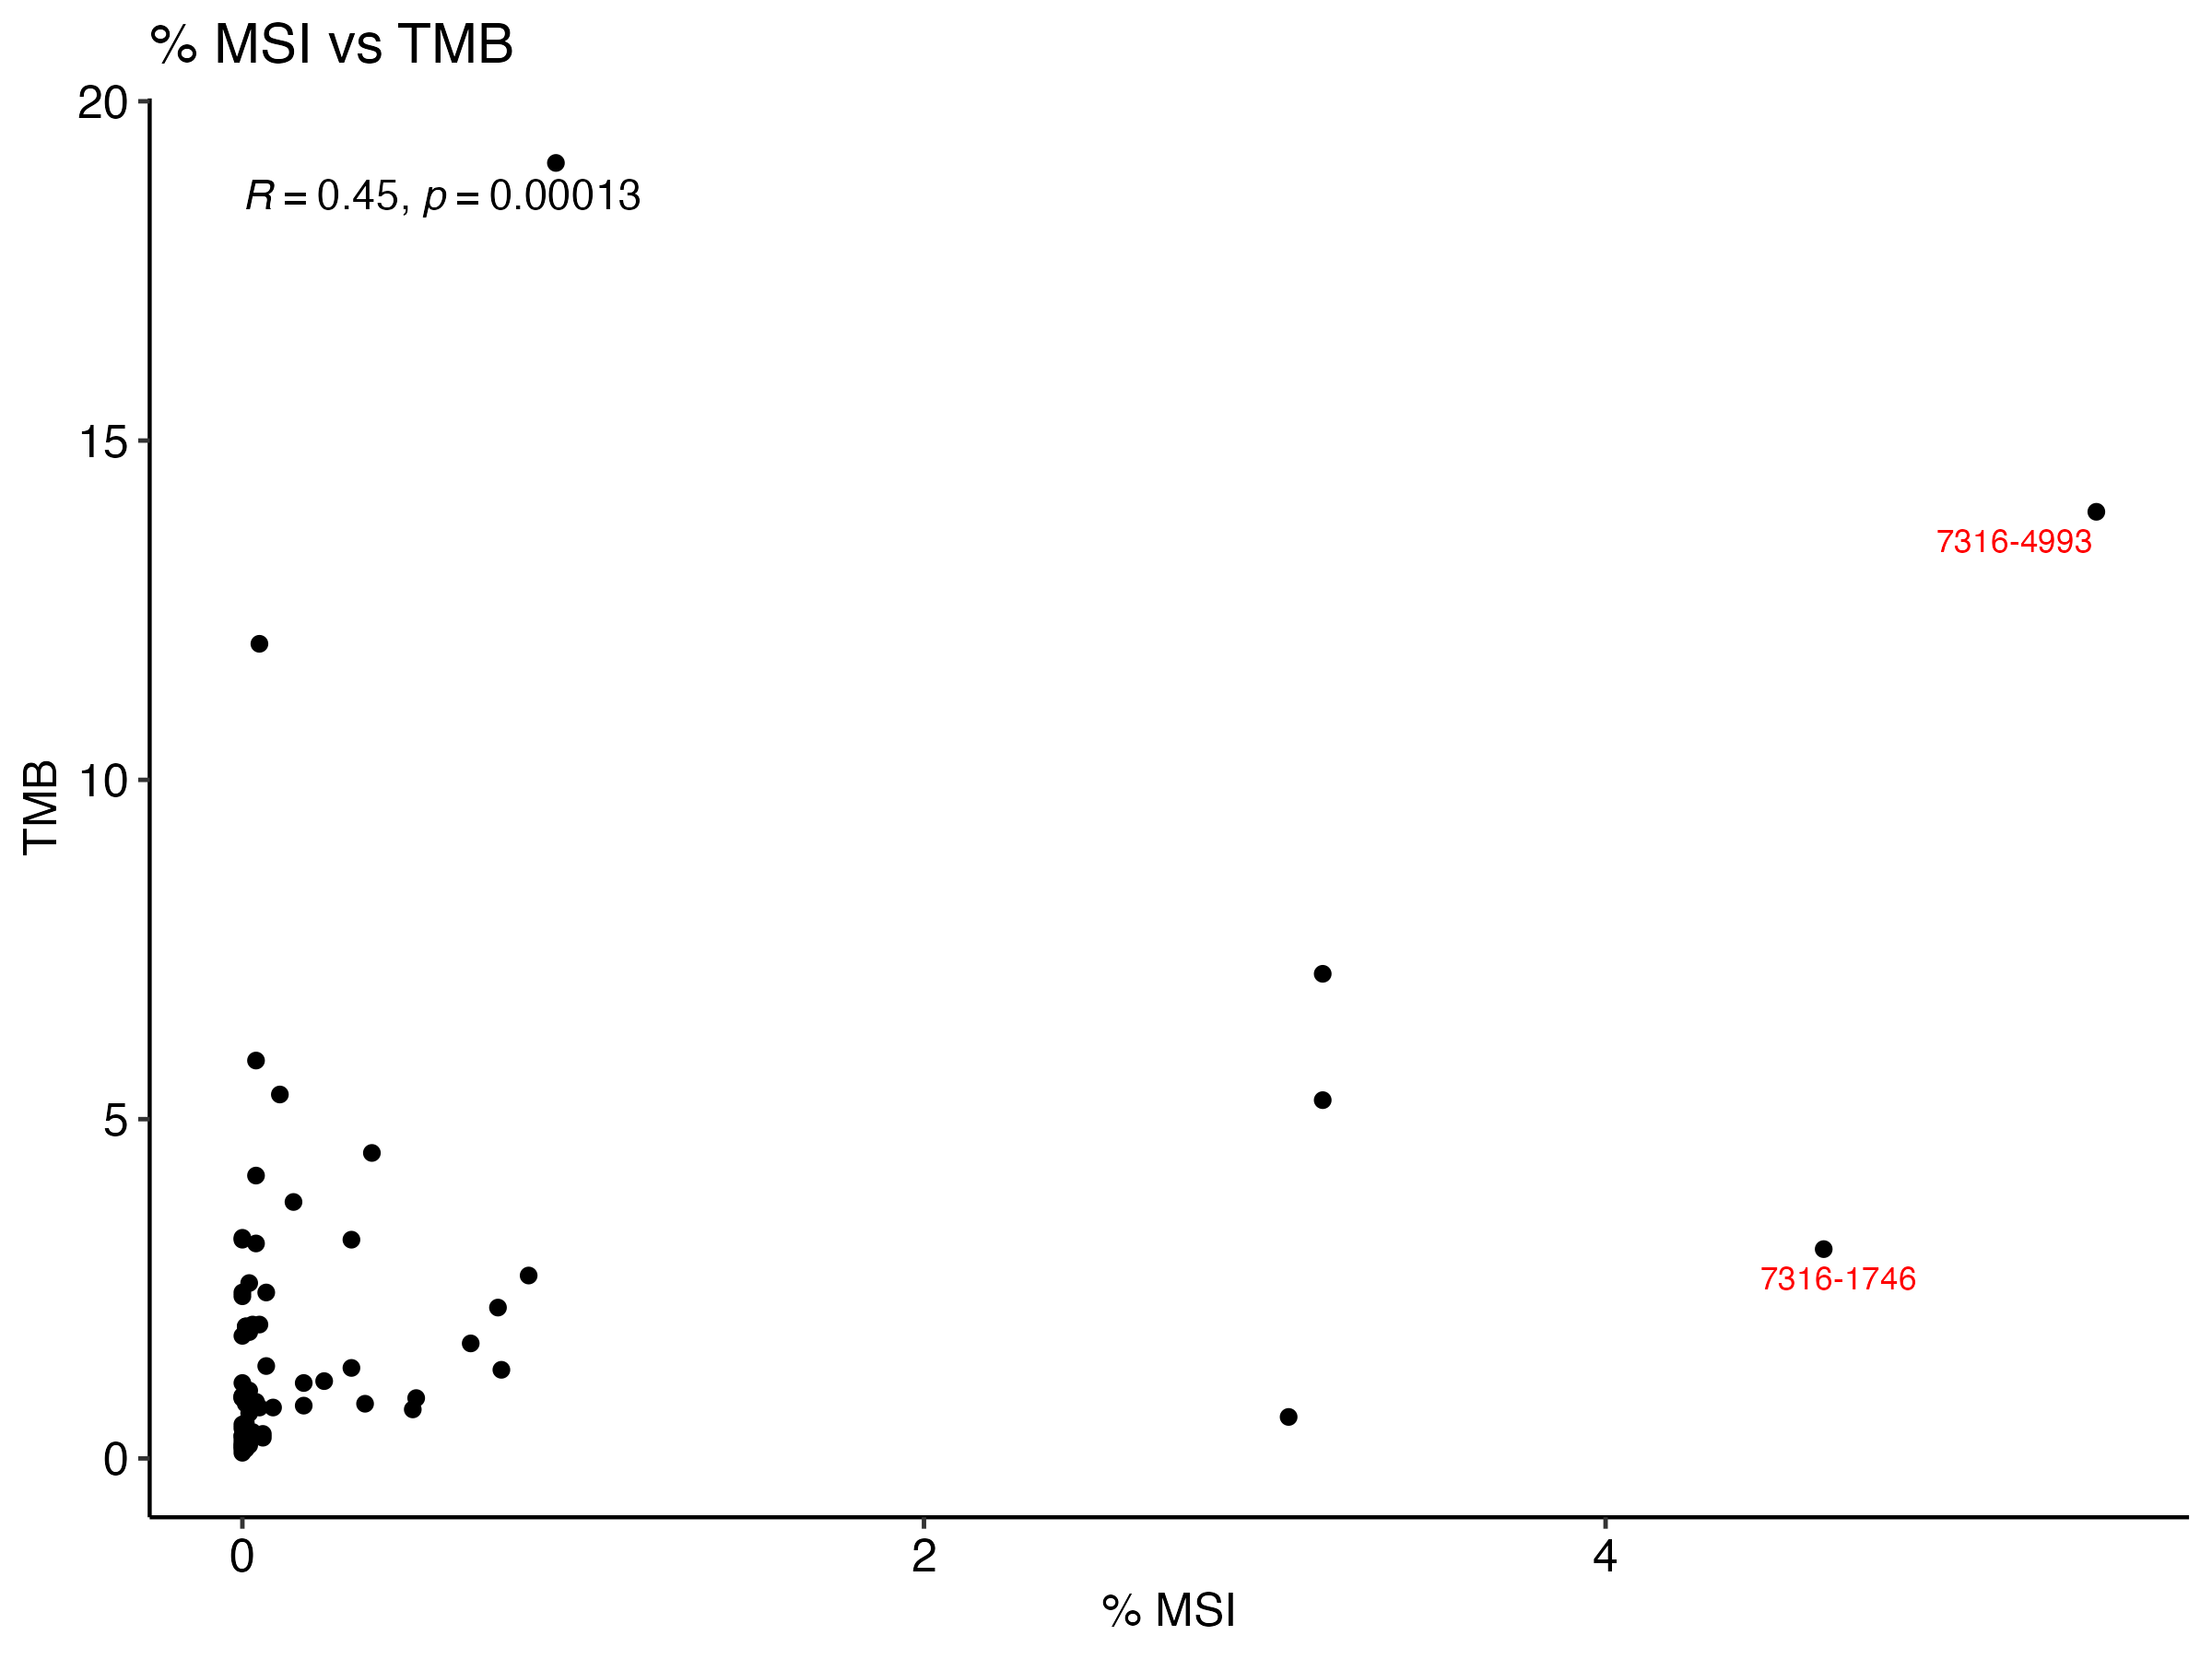 % MSI vs TMB
20
R = 0.45, p = 0.00013
15
7316-4993
TMB
10
5
7316-1746
0
0 2 4
% MSI